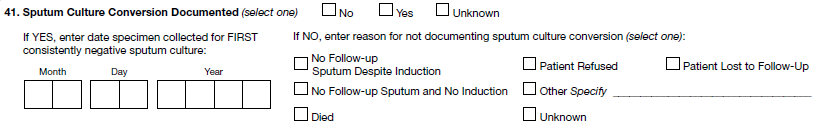 41. Sputum Culture Conversion Documented (select one) No Yes Unknown
If YES, enter date specimen collected for FIRST
consistently negative sputum culture:
Month Day Year
If NO, enter reason for not documenting sputum culture conversion (select one):
No Follow-up
Sputum Despite Induction
Patient Refused
Patient Lost to Follow-Up
No Follow-up Sputum and No Induction
Other Specify
Died
Unknown